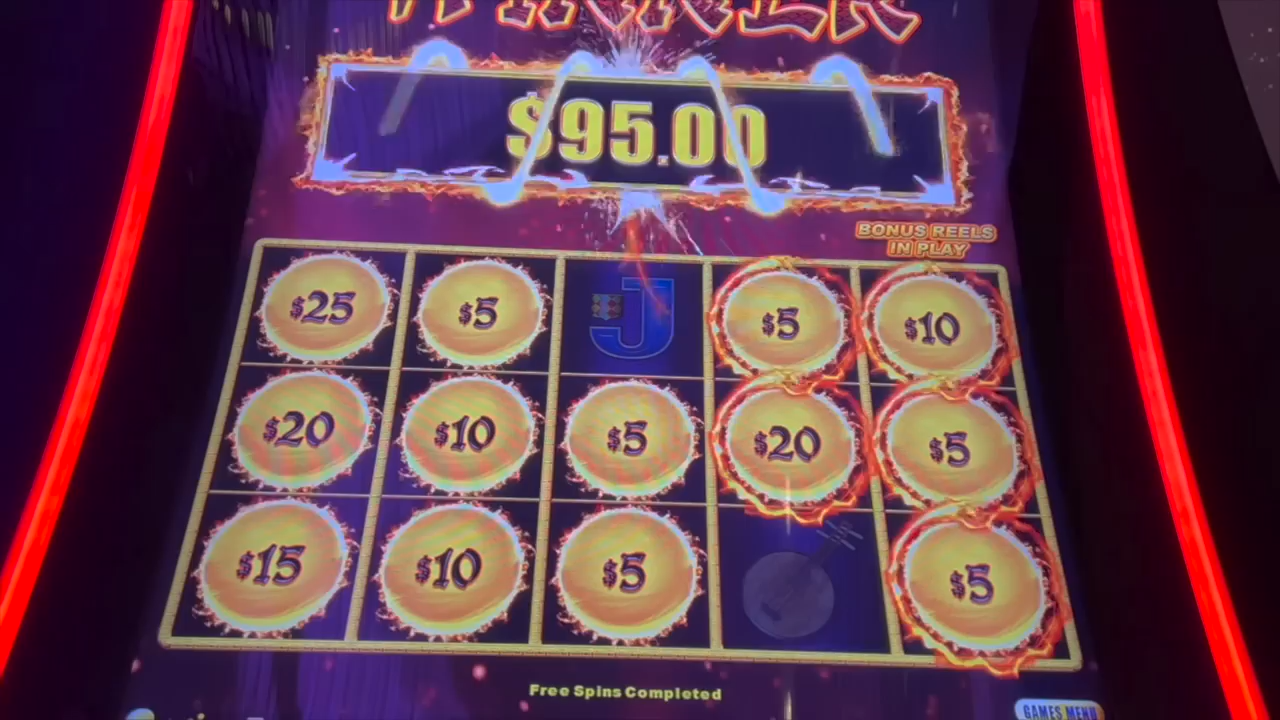 $95.00
BONUS REELS
IN PLAY
$25 $5 J $5 $10
$20 $10 $5 $20 $5
$15 $10 $5 $5
Free Spins Completed
GAMES MENU